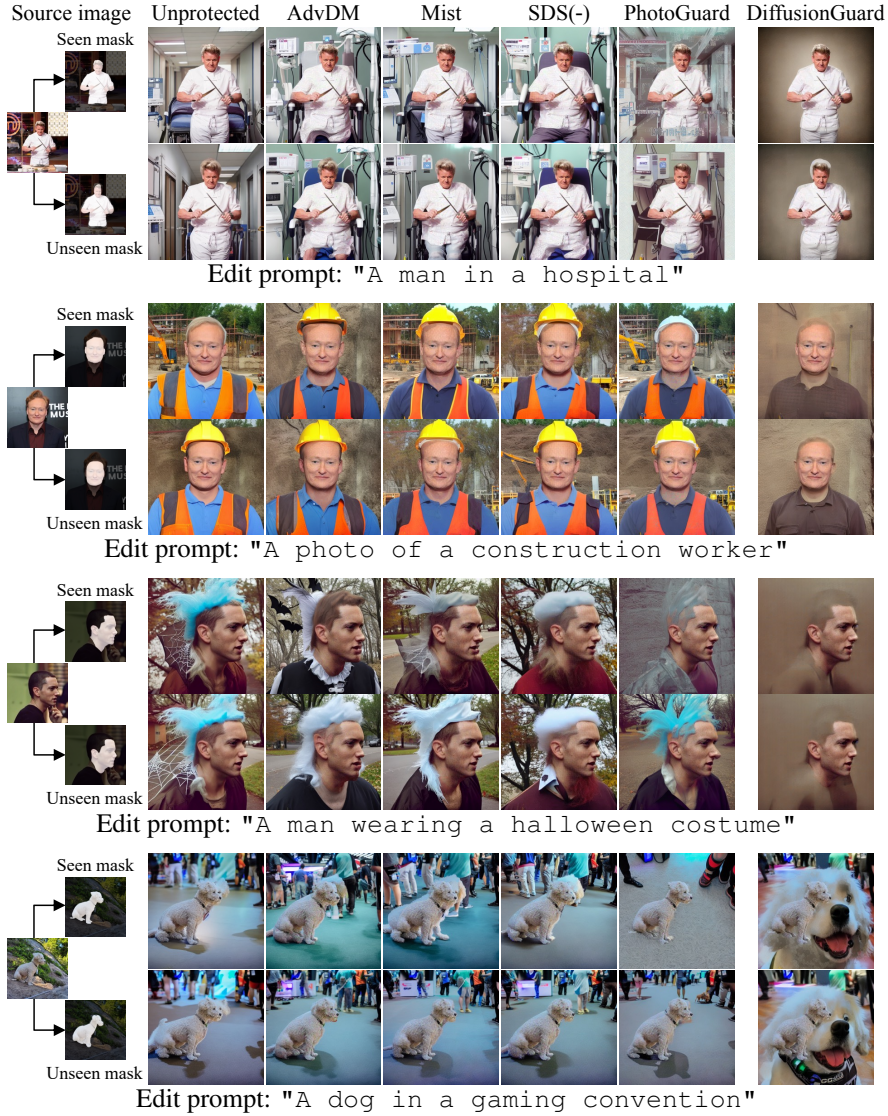 Source image Unprotected AdvDM Mist SDS(-) PhotoGuard DiffusionGuard
Seen mask
Unseen mask
Edit prompt: "A man in a hospital"
Seen mask
Unseen mask
Edit prompt: "A photo of a construction worker"
Seen mask
Unseen mask
Edit prompt: "A man wearing a halloween costume"
Seen mask
Unseen mask
Edit prompt: "A dog in a gaming convention"